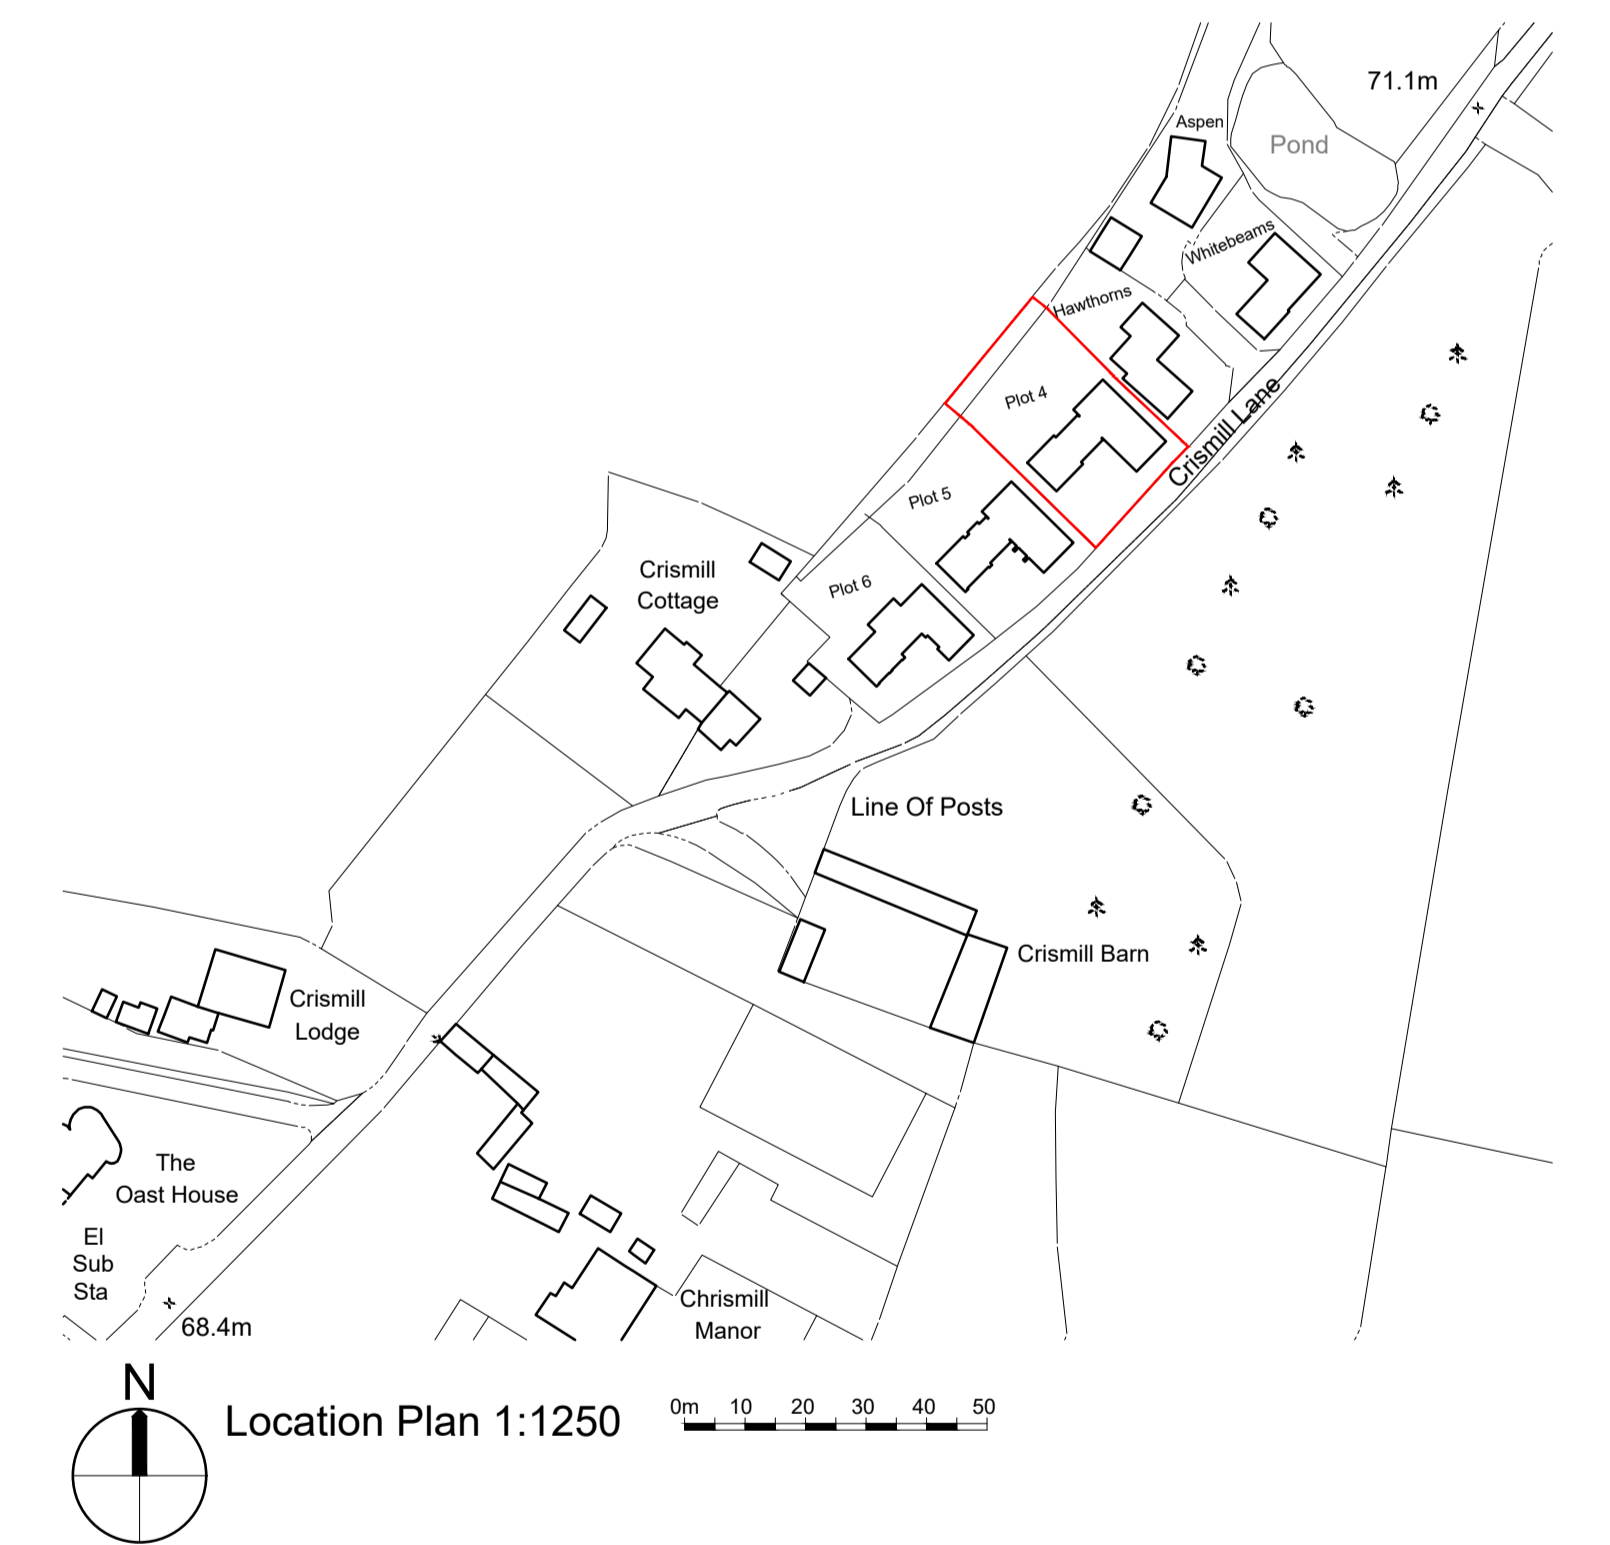 71.1m
Aspen
Pond
Whitebeams
Hawthorns
Plot 4
Crismill Lane
Plot 5
Crismill
Cottage
Plot 6
Line Of Posts
Crismill Barn
Crismill
Lodge
The
Oast House
El
Sub
Sta
Chrismill
Manor
68.4m
N
Location Plan 1:1250
0m 10 20 30 40 50